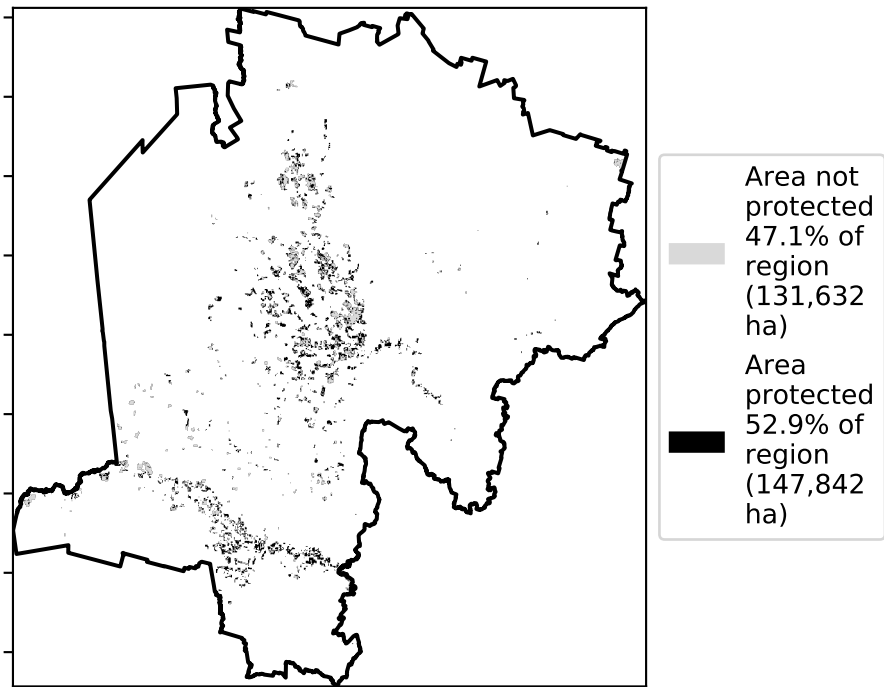 Area not
protected
47.1% of
region
(131,632
ha)
Area
protected
52.9% of
region
(147,842
ha)